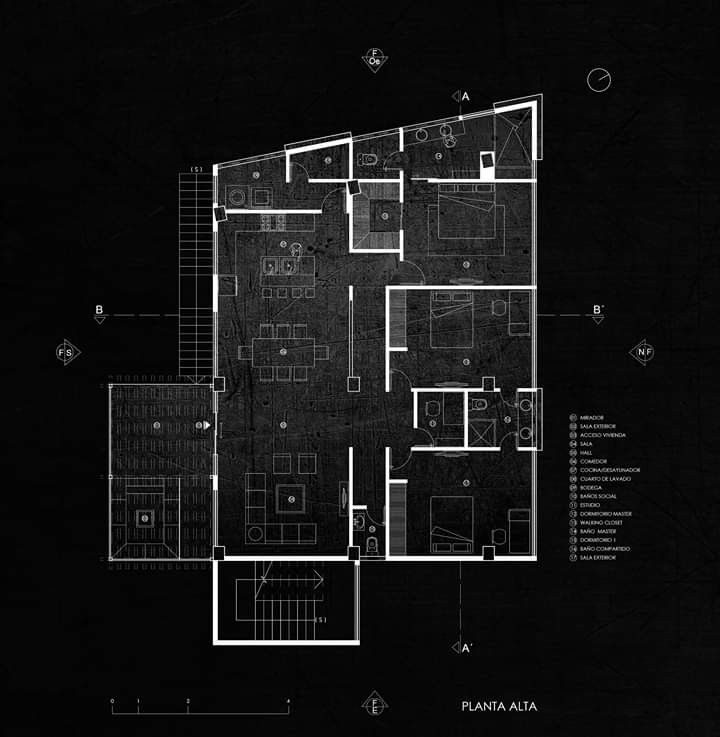 F
Oe
A
(S)
B
B'
F S
N F
01 MIRADOR
02 SALA EXTERIOR
03 ACCESO VIVIENDA
04 SALA
05 HALL
06 COMEDOR
07 COCINA/DESAYUNADOR
08 CUARTO DE LAVADO
09 BODEGA
10 BAÑOS SOCIAL
11 ESTUDIO
12 DORMITORIO MASTER
13 WALKING CLOSET
14 BAÑO MASTER
15 DORMITORIO 1
16 BAÑO COMPARTIDO
17 SALA EXTERIOR
(S)
A'
0 1 2 4
F
E
PLANTA ALTA